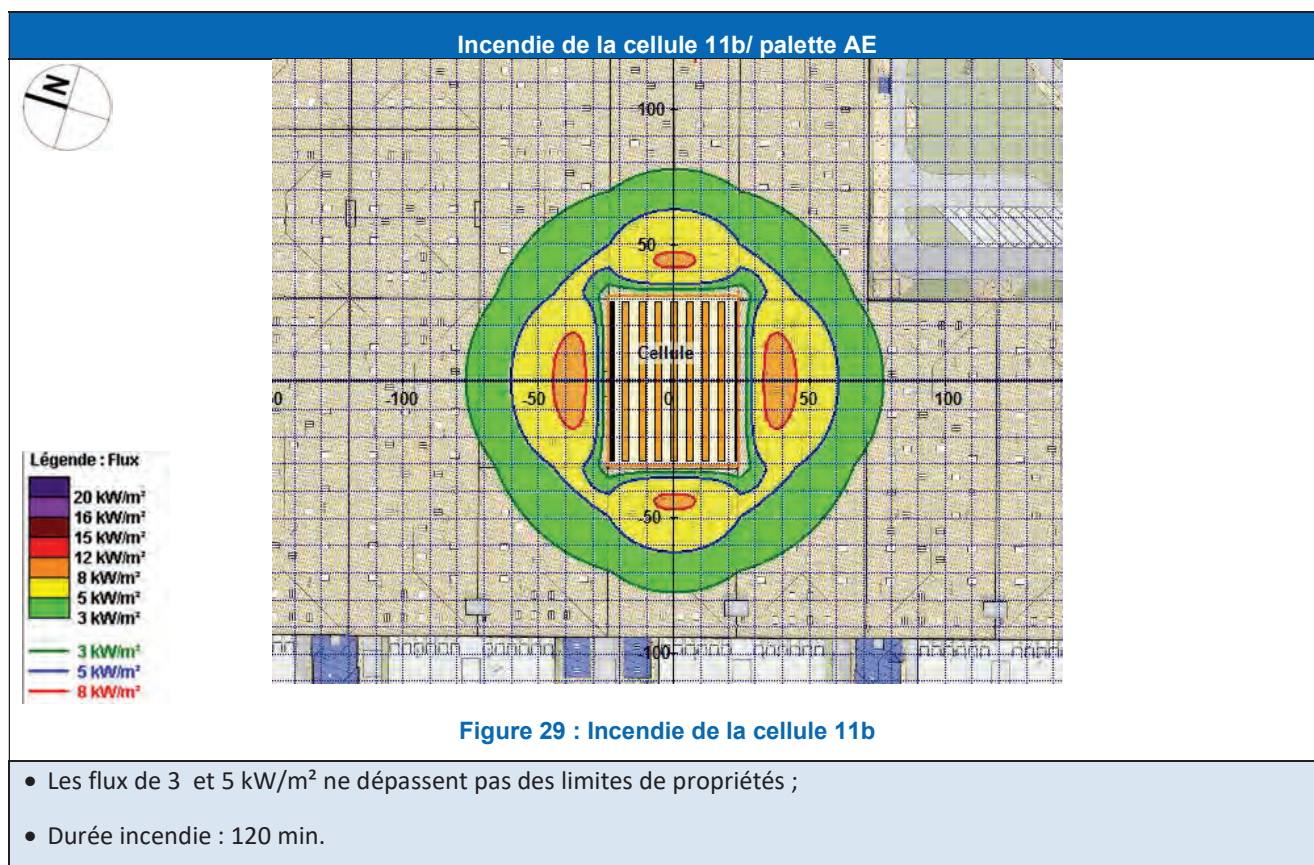 Incendie de la cellule 11b/ palette AE
N
100
50
Cellule
-100
-50
0
50
100
-50
-100
Légende : Flux
20 kW/m²
16 kW/m²
15 kW/m²
12 kW/m²
8 kW/m²
5 kW/m²
3 kW/m²
3 kW/m²
5 kW/m²
8 kW/m²
Figure 29 : Incendie de la cellule 11b
• Les flux de 3 et 5 kW/m² ne dépassent pas des limites de propriétés ;
• Durée incendie : 120 min.